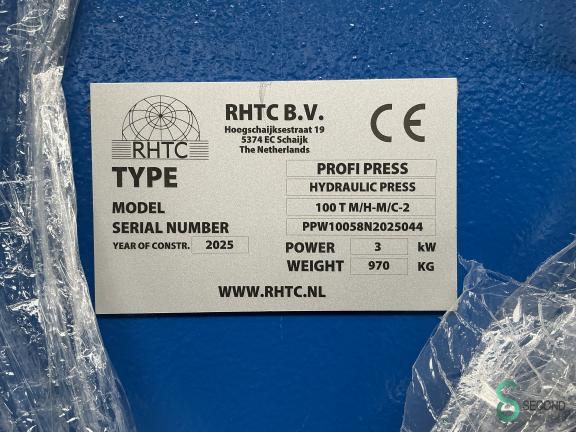 RHTC
RHTC B.V.
Hoogschaijksestraat 19
5374 EC Schaijk
The Netherlands
CE
TYPE
PROFI PRESS
HYDRAULIC PRESS
MODEL
100 T M/H-M/C-2
SERIAL NUMBER
PPW10058N2025044
YEAR OF CONSTR. 2025
POWER 3 kW
WEIGHT 970 KG
WWW.RHTC.NL
SECOND